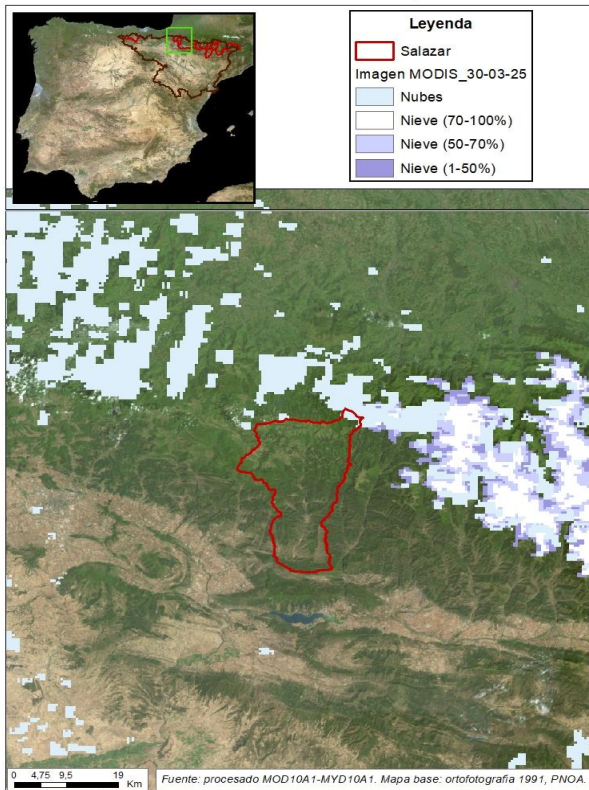 Leyenda
Salazar
Imagen MODIS_30-03-25
Nubes
Nieve (70-100%)
Nieve (50-70%)
Nieve (1-50%)
0 4,75 9,5 19
Km
Fuente: procesado MOD10A1-MYD10A1. Mapa base: ortofotografia 1991, PNOA.